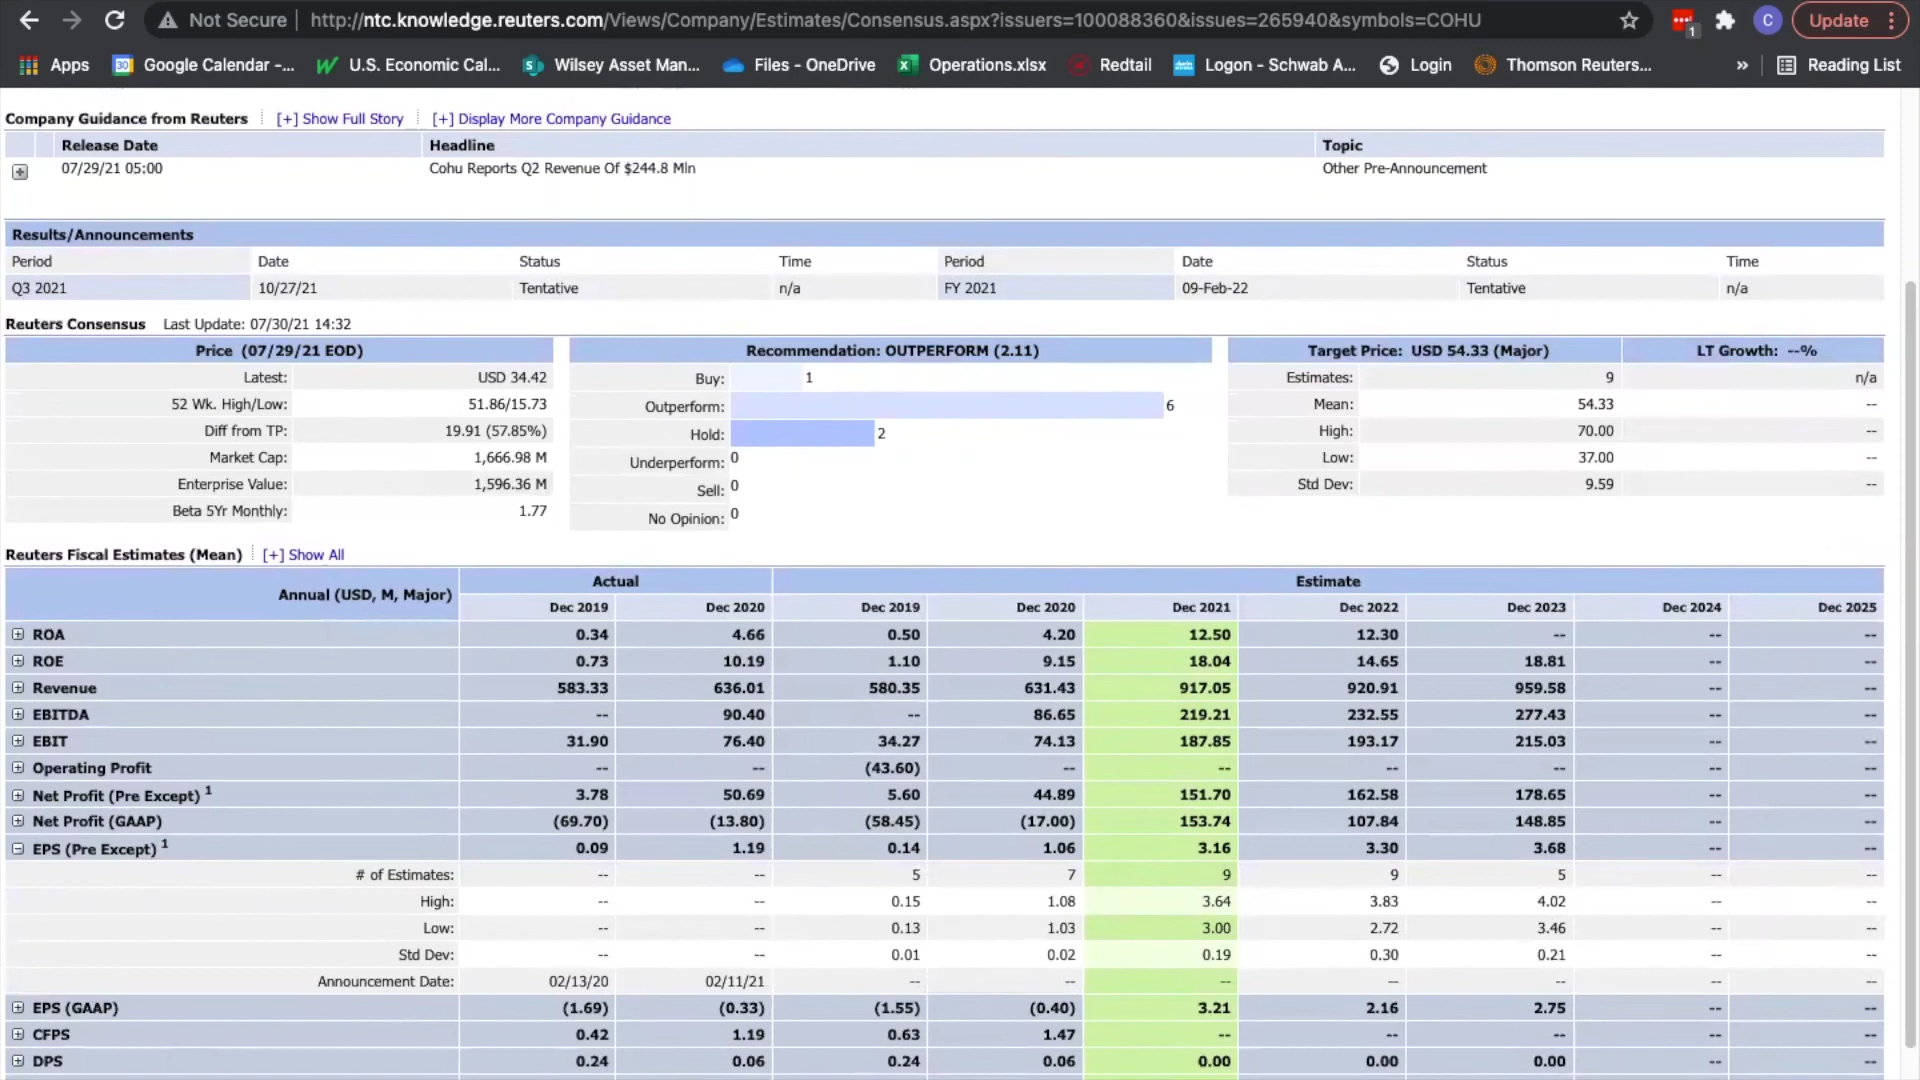 Not Secure http://ntc.knowledge.reuters.com/Views/Company/Estimates/Consensus.aspx?issuers=100088360&issues=265940&symbols=COHU 1 C Update
Apps 30 Google Calendar -... U.S. Economic Cal... S Wilsey Asset Man... Files - OneDrive X Operations.xlsx Redtail Logon - Schwab A... Login Thomson Reuters... » Reading List
Company Guidance from Reuters [+] Show Full Story [+] Display More Company Guidance
Release Date Headline Topic
07/29/21 05:00 Cohu Reports Q2 Revenue Of $244.8 Mln Other Pre-Announcement
Results/Announcements
Period Date Status Time Period Date Status Time
Q3 2021 10/27/21 Tentative n/a FY 2021 09-Feb-22 Tentative n/a
Reuters Consensus Last Update: 07/30/21 14:32
Price (07/29/21 EOD) Recommendation: OUTPERFORM (2.11) Target Price: USD 54.33 (Major) LT Growth: --%
Latest: USD 34.42 Buy: 1 Estimates: 9 n/a
52 Wk. High/Low: 51.86/15.73 Outperform: 6 Mean: 54.33 --
Diff from TP: 19.91 (57.85%) Hold: 2 High: 70.00 --
Market Cap: 1,666.98 M Underperform: 0 Low: 37.00 --
Enterprise Value: 1,596.36 M Sell: 0 Std Dev: 9.59 --
Beta 5Yr Monthly: 1.77 No Opinion: 0
Reuters Fiscal Estimates (Mean) [+] Show All
Annual (USD, M, Major) Actual Estimate
Dec 2019 Dec 2020 Dec 2019 Dec 2020 Dec 2021 Dec 2022 Dec 2023 Dec 2024 Dec 2025
ROA 0.34 4.66 0.50 4.20 12.50 12.30 -- -- --
ROE 0.73 10.19 1.10 9.15 18.04 14.65 18.81 -- --
Revenue 583.33 636.01 580.35 631.43 917.05 920.91 959.58 -- --
EBITDA -- 90.40 -- 86.65 219.21 232.55 277.43 -- --
EBIT 31.90 76.40 34.27 74.13 187.85 193.17 215.03 -- --
Operating Profit -- -- (43.60) -- -- -- -- -- --
Net Profit (Pre Except) 1 3.78 50.69 5.60 44.89 151.70 162.58 178.65 -- --
Net Profit (GAAP) (69.70) (13.80) (58.45) (17.00) 153.74 107.84 148.85 -- --
EPS (Pre Except) 1 0.09 1.19 0.14 1.06 3.16 3.30 3.68 -- --
# of Estimates: -- -- 5 7 9 9 5 -- --
High: -- -- 0.15 1.08 3.64 3.83 4.02 -- --
Low: -- -- 0.13 1.03 3.00 2.72 3.46 -- --
Std Dev: -- -- 0.01 0.02 0.19 0.30 0.21 -- --
Announcement Date: 02/13/20 02/11/21 -- -- -- -- -- -- --
EPS (GAAP) (1.69) (0.33) (1.55) (0.40) 3.21 2.16 2.75 -- --
CFPS 0.42 1.19 0.63 1.47 -- -- -- -- --
DPS 0.24 0.06 0.24 0.06 0.00 0.00 0.00 -- --